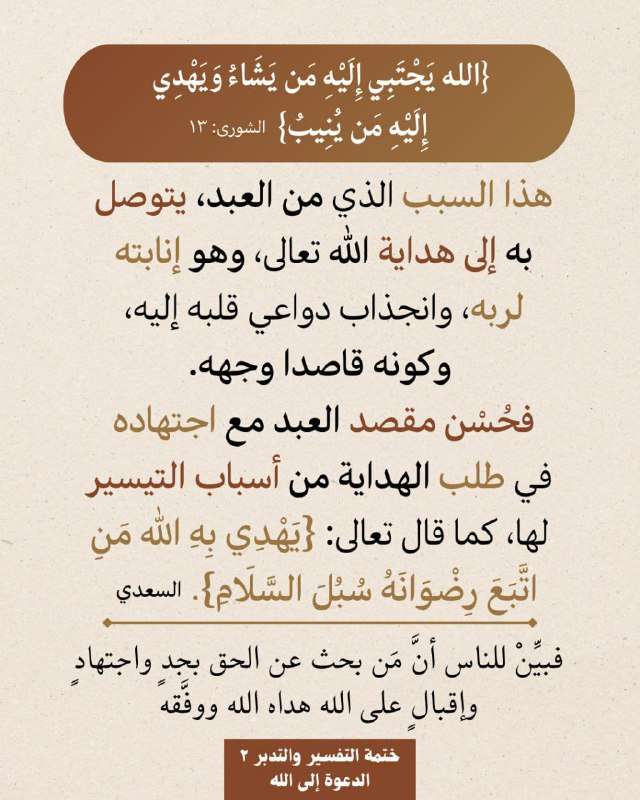 {الله يَجْتَبِي إِلَيْهِ مَن يَشَاءُ وَيَهْدِي
إِلَيْهِ مَن يُنِيبُ} الشورى: ١٣
هذا السبب الذي من العبد، يتوصل
به إلى هداية الله تعالى، وهو إنابته
لربه، وانجذاب دواعي قلبه إليه،
وكونه قاصدا وجهه.
فحُسْن مقصد العبد مع اجتهاده
في طلب الهداية من أسباب التيسير
لها، كما قال تعالى: {يَهْدِي بِهِ الله مَنِ
اتَّبَعَ رِضْوَانَهُ سُبُلَ السَّلَامِ}. السعدي
فبيِّنْ للناس أنَّ مَن بحث عن الحق بجدٍ واجتهادٍ
وإقبالٍ على الله هداه الله ووفَّقه
ختمة التفسير والتدبر ٢
الدعوة إلى الله